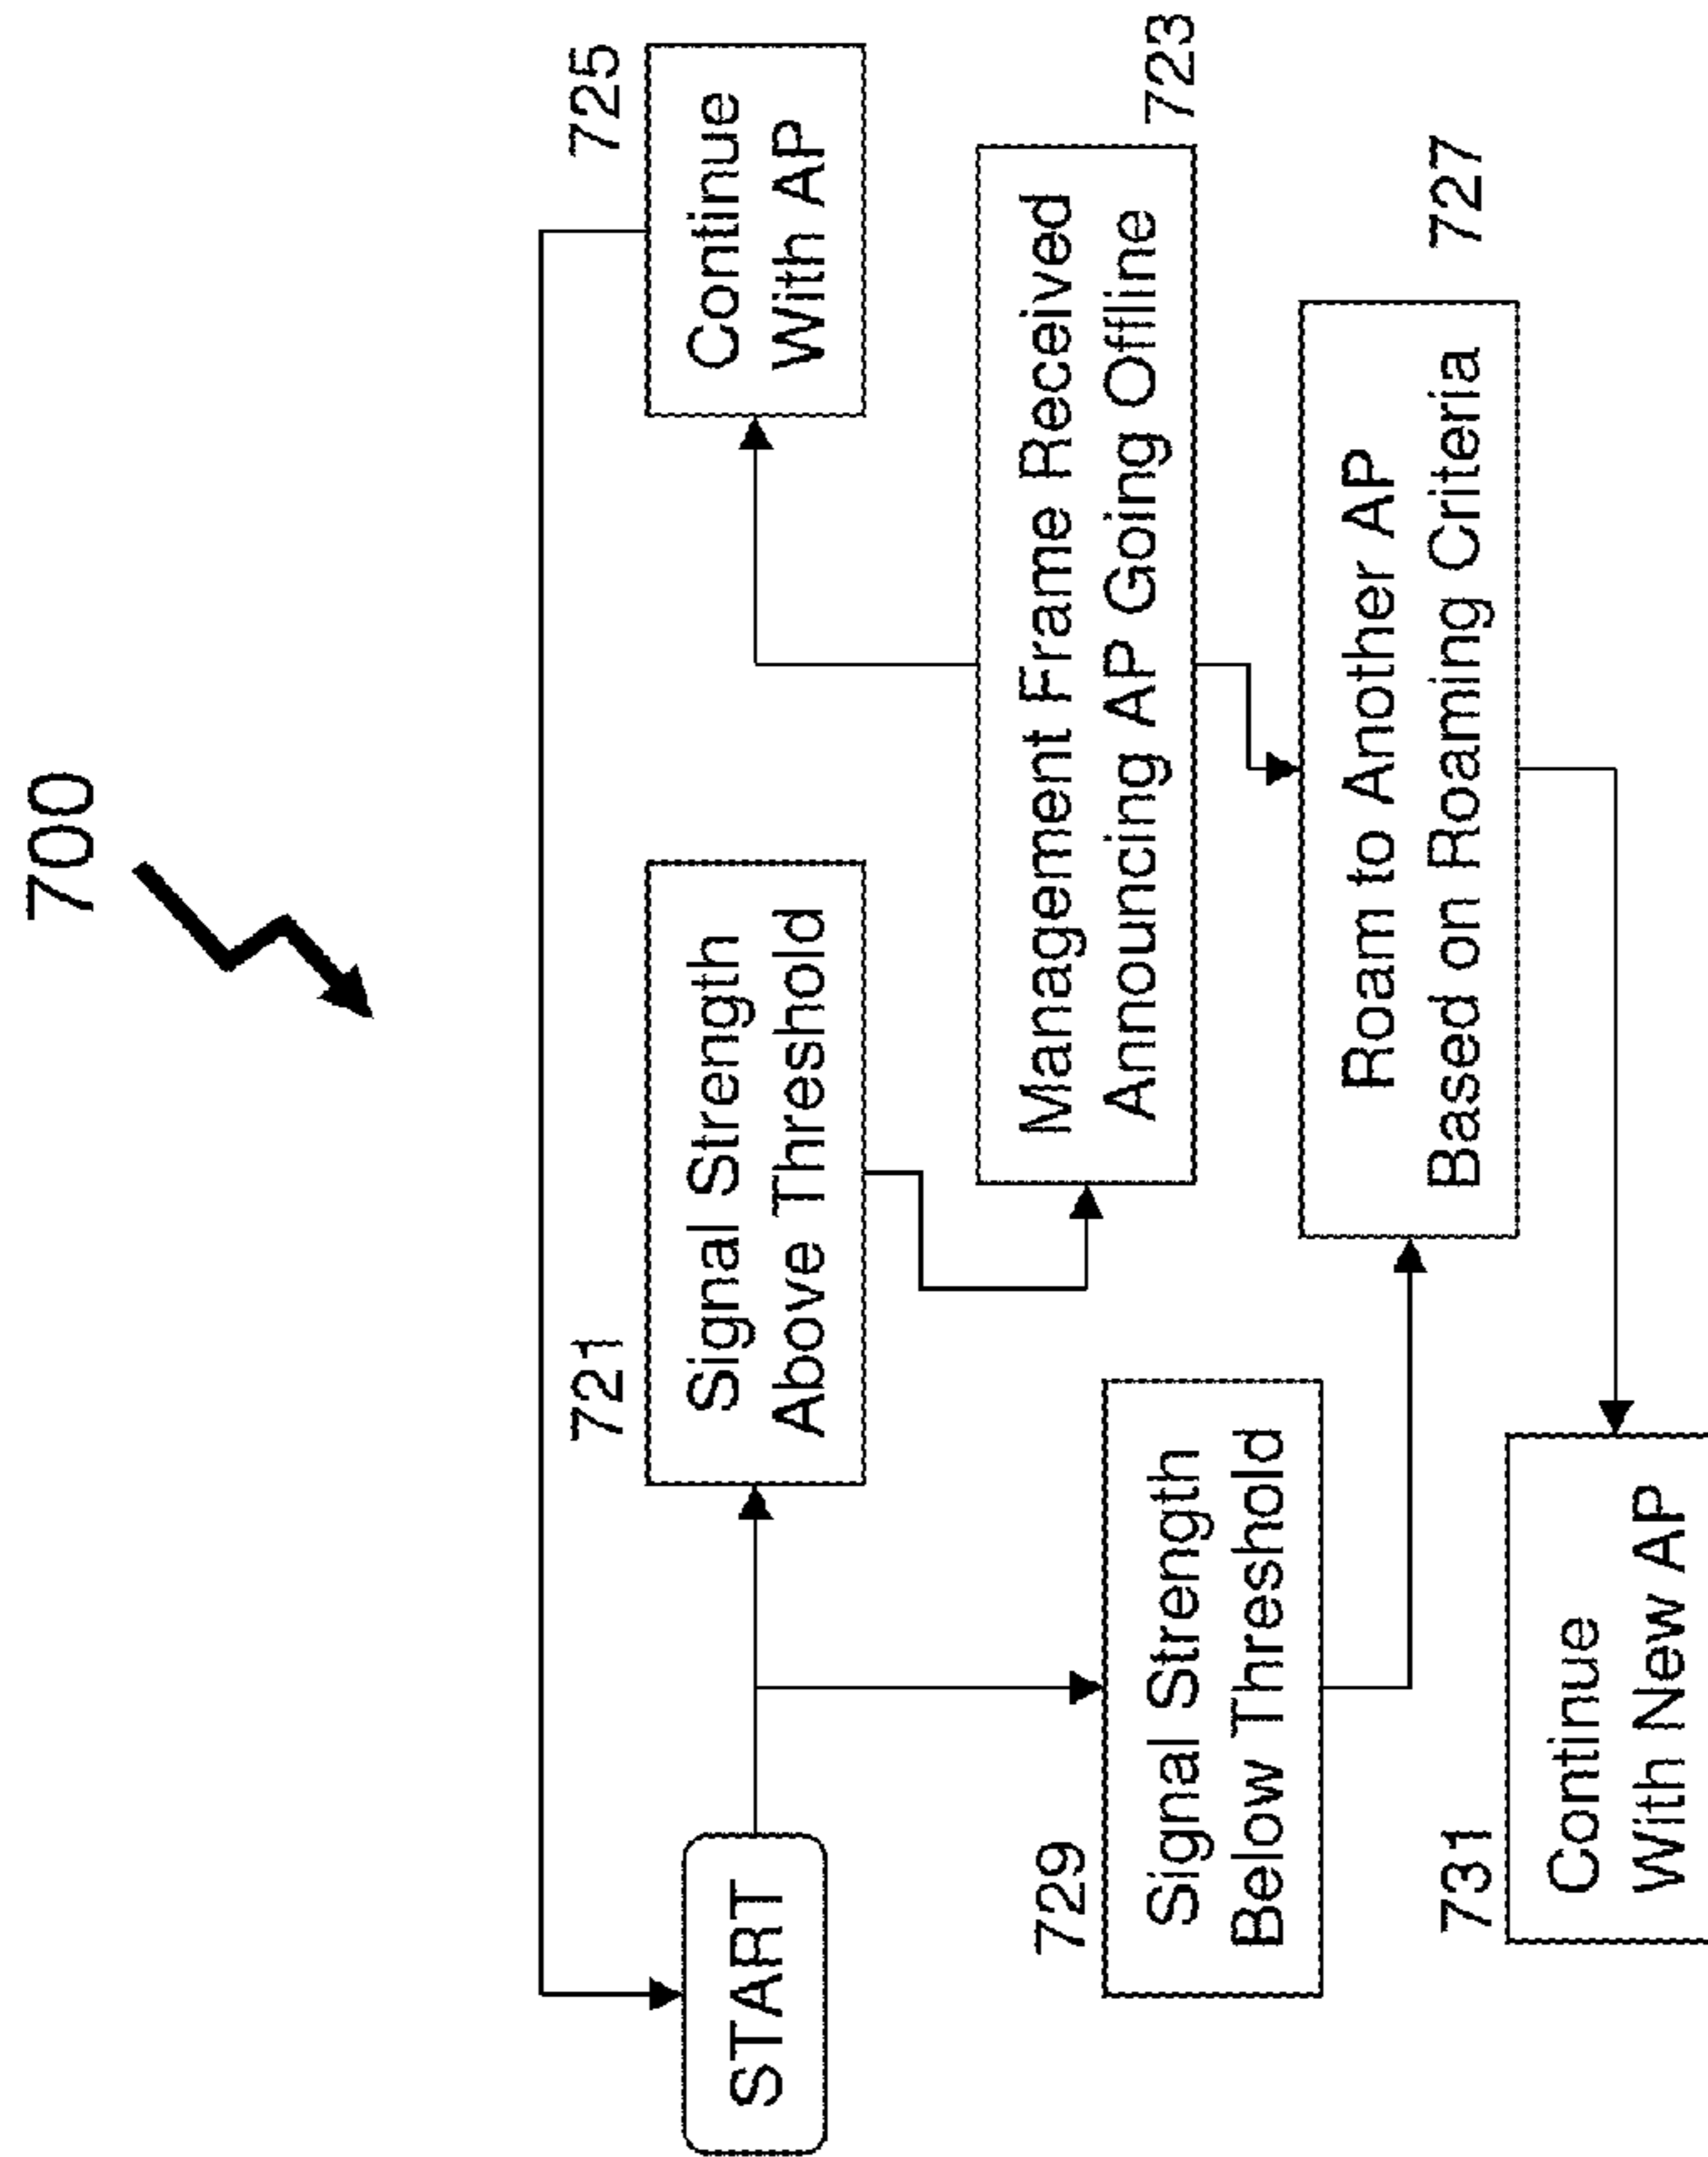 700
START
721
Signal Strength
Above Threshold
725
Continue
With AP
729
Signal Strength
Below Threshold
Management Frame Received
Announcing AP Going Offline
723
731
Continue
With New AP
Roam to Another AP
Based on Roaming Criteria
727